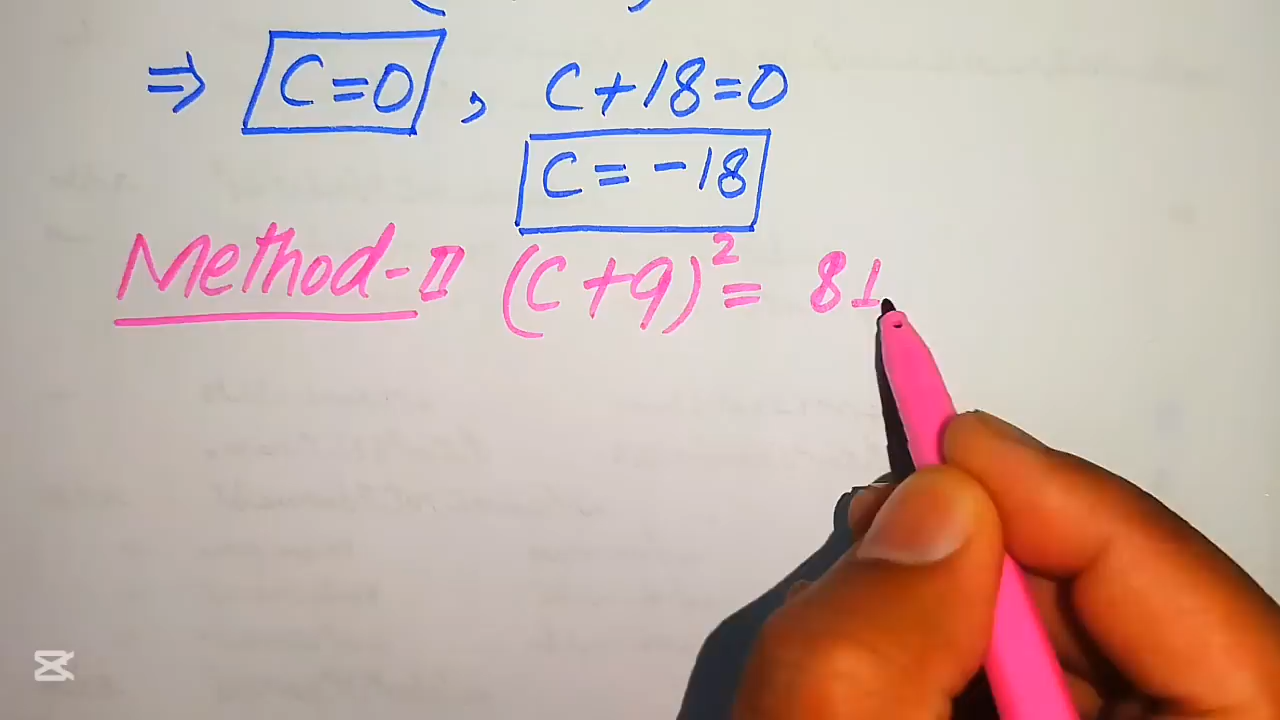 ⇒ C=0 , C+18=0
C=-18
Method-II (C+9)²= 81